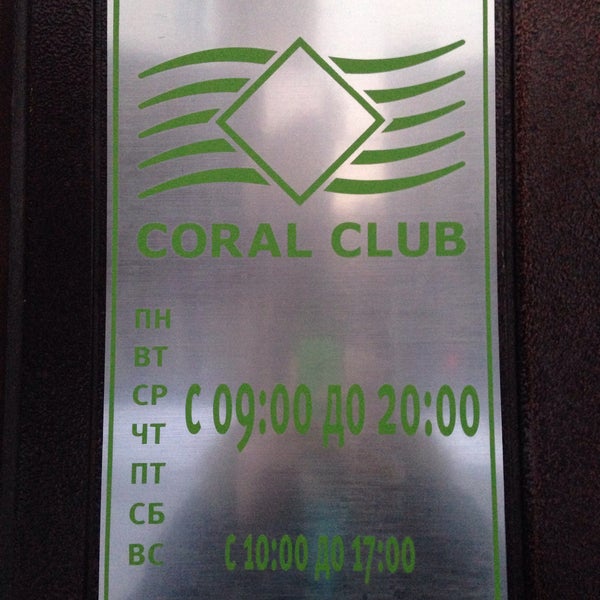 CORAL CLUB
ПН
ВТ
СР
С 09:00 ДО 20:00
ЧТ
ПТ
СБ
ВС
С 10:00 ДО 17:00